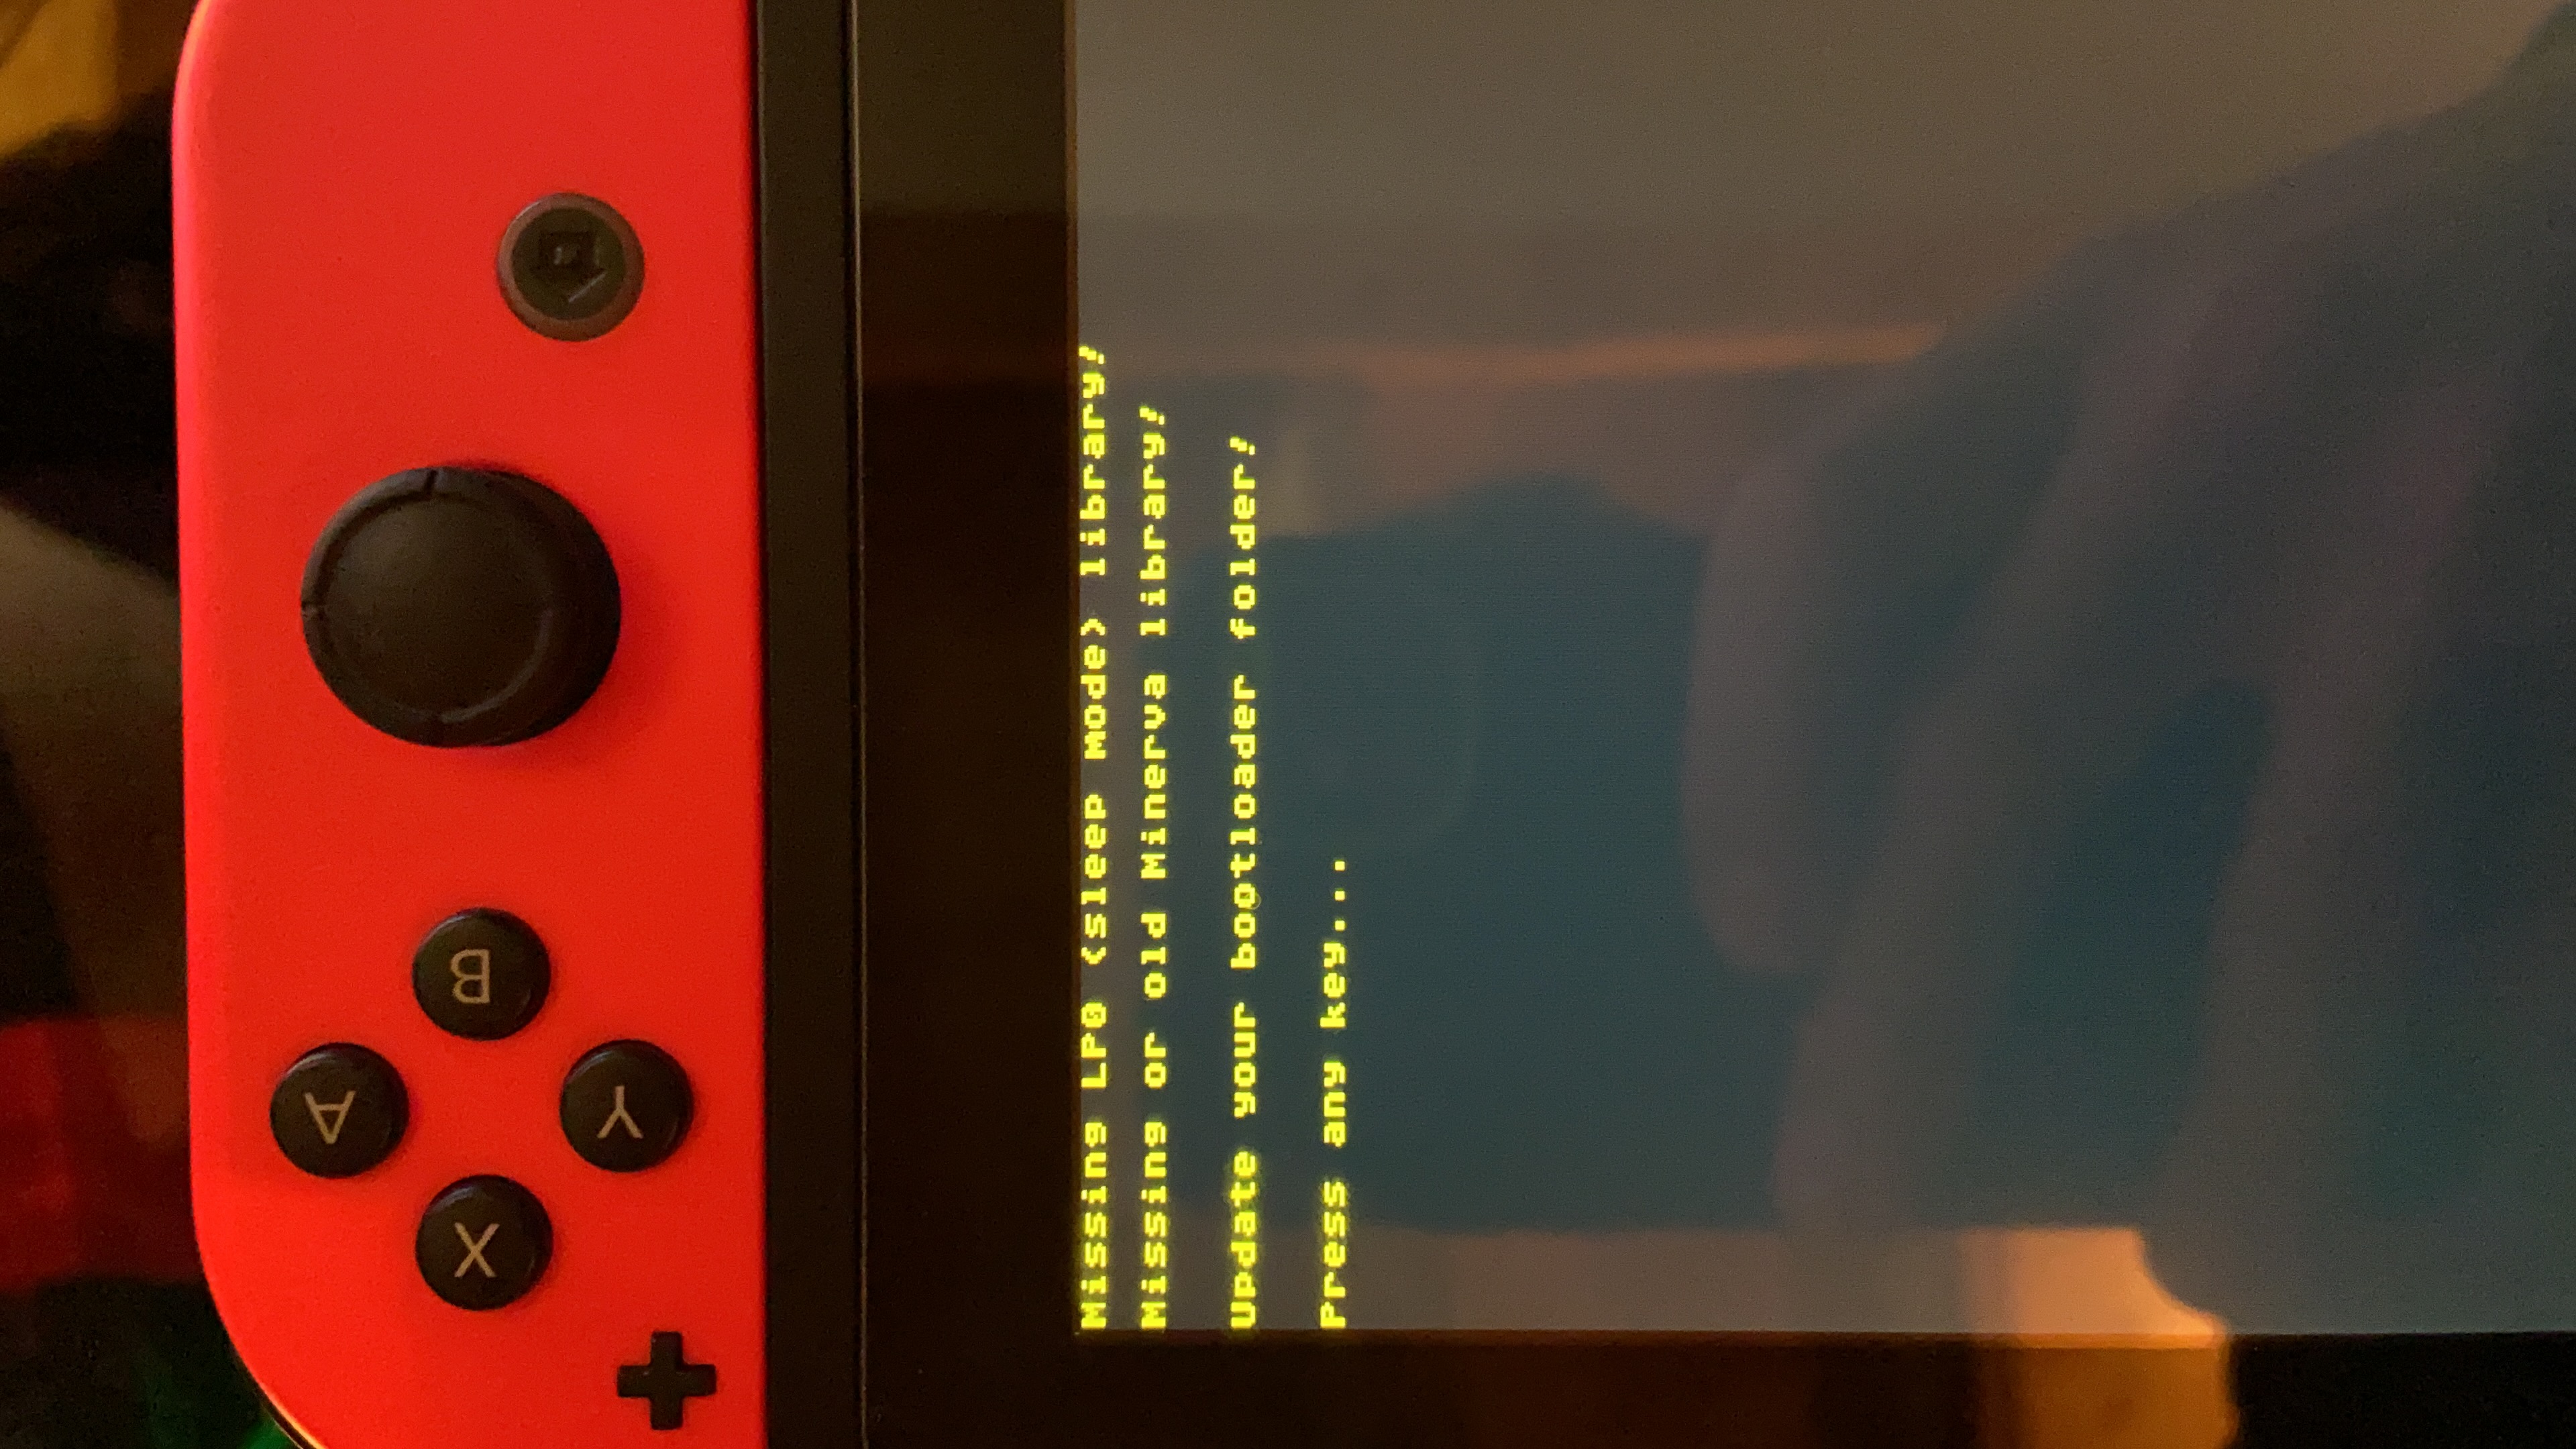 A
X
B
Y
Missing LP0 (sleep mode) library!
Missing or old Minerva library!
Update your bootloader folder!
Press any key...